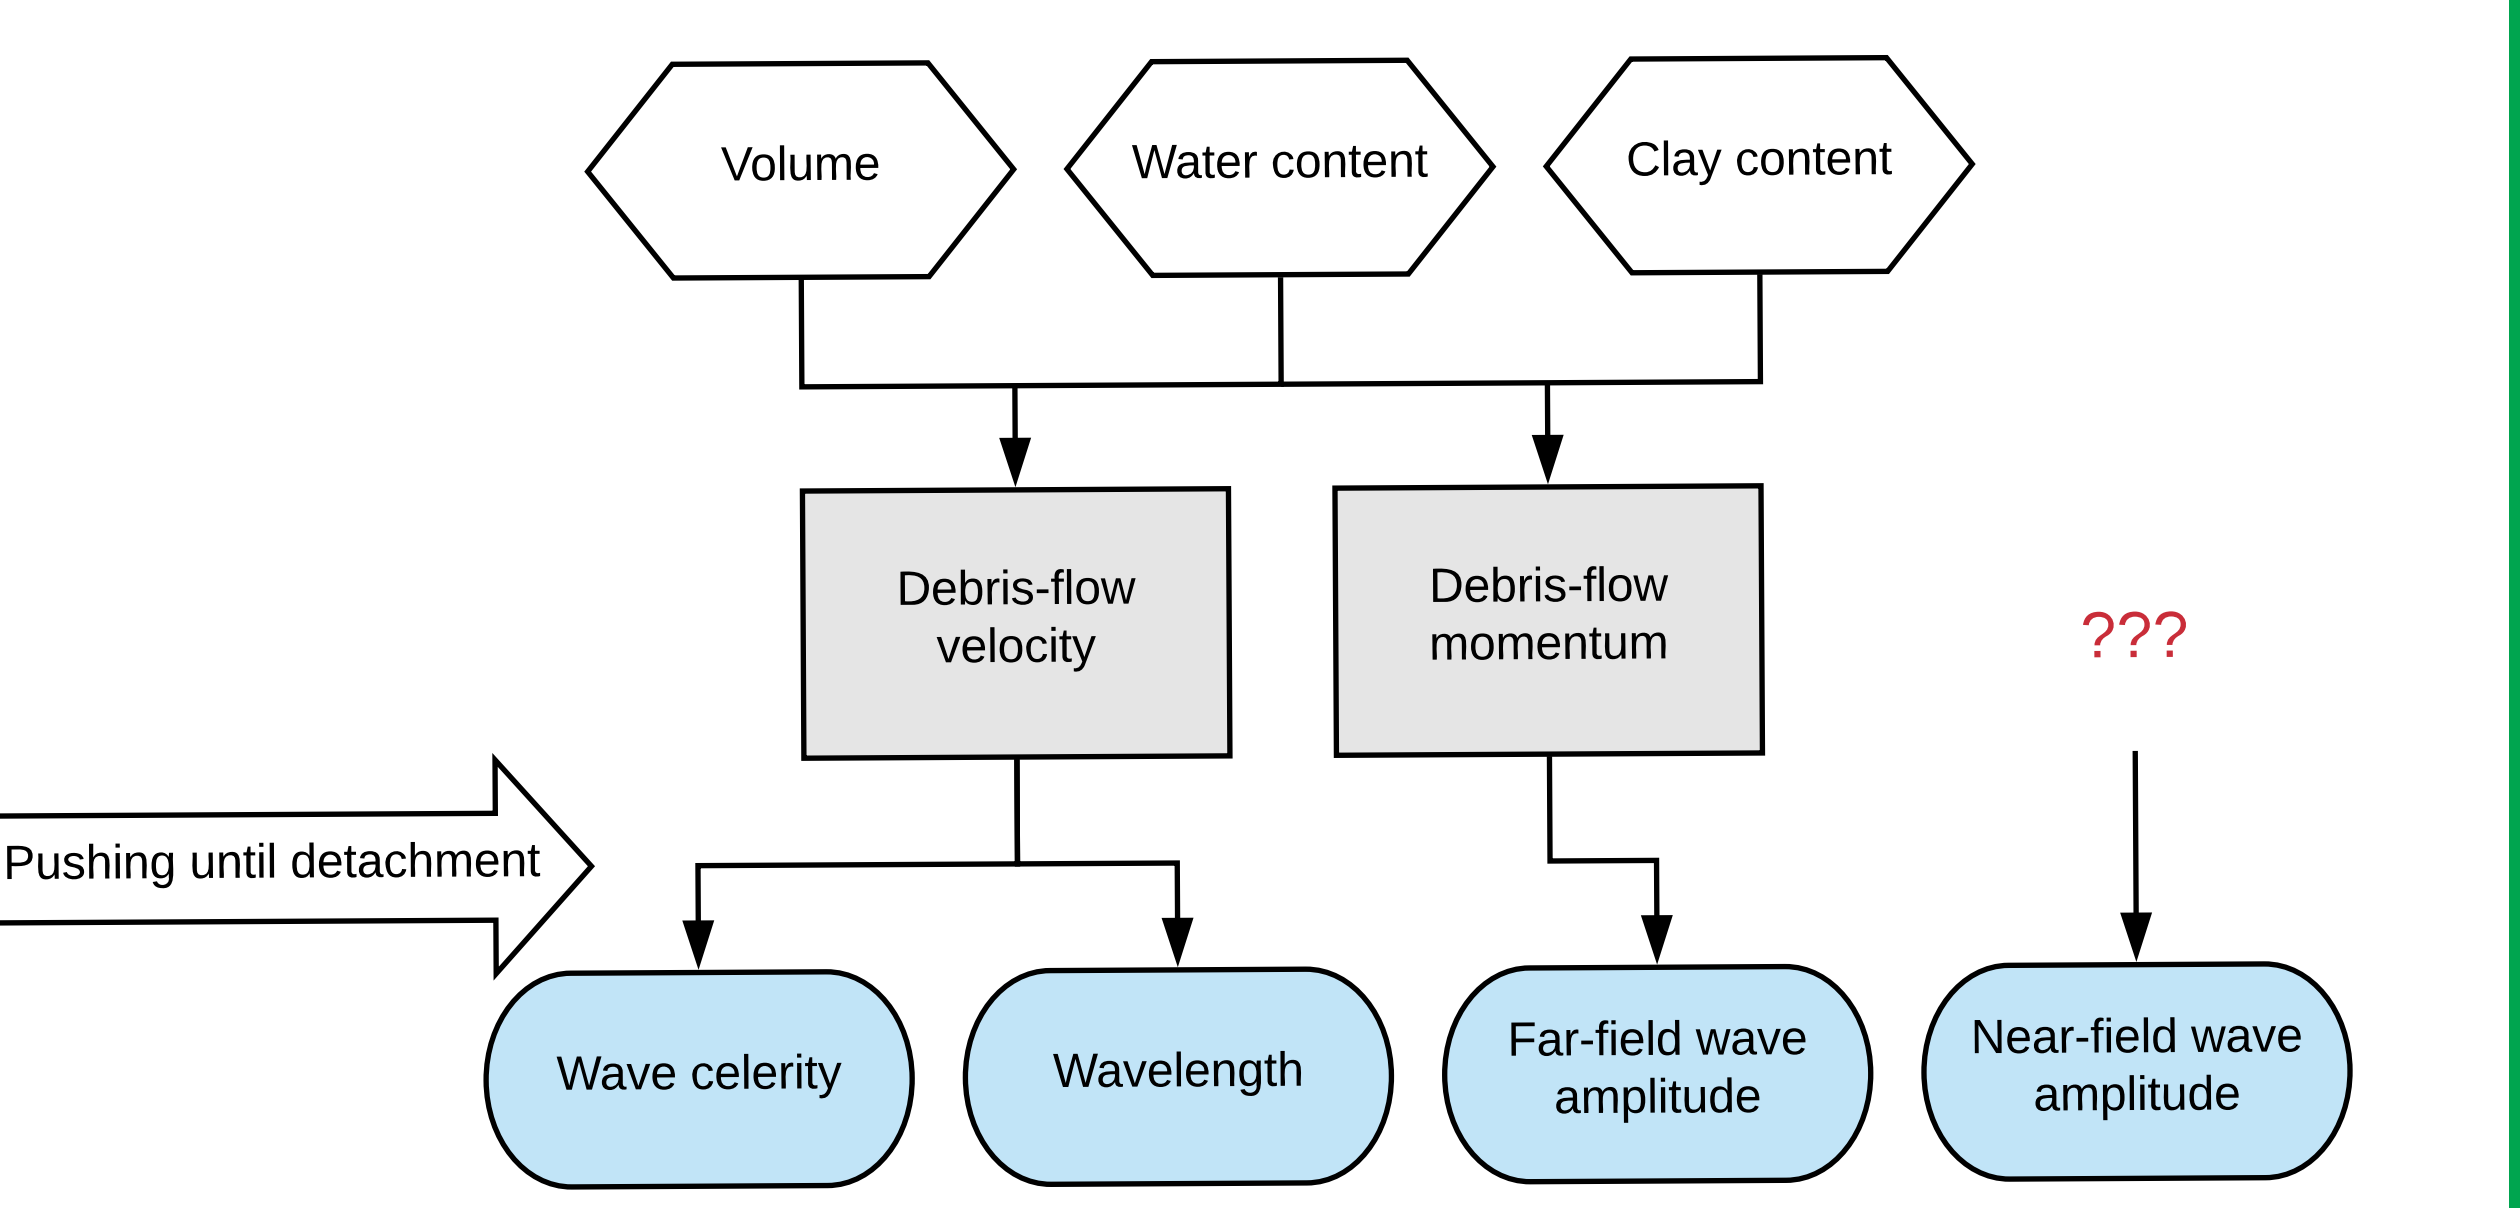 Volume
Water content
Clay content
Debris-flow
velocity
Debris-flow
momentum
???
Pushing until detachment
Wave celerity
Wavelength
Far-field wave
amplitude
Near-field wave
amplitude